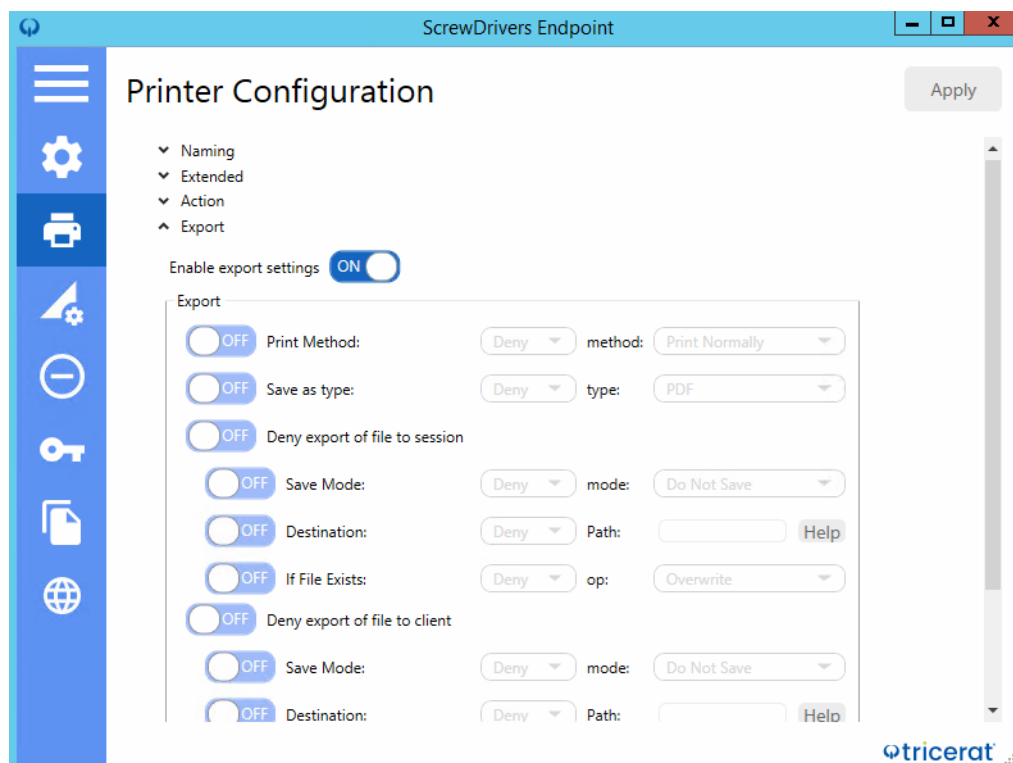 ScrewDrivers Endpoint
Printer Configuration
Apply
Naming
Extended
Action
Export
Enable export settings ON
Export
OFF Print Method: Deny method: Print Normally
OFF Save as type: Deny type: PDF
OFF Deny export of file to session
OFF Save Mode: Deny mode: Do Not Save
OFF Destination: Deny Path: Help
OFF If File Exists: Deny op: Overwrite
OFF Deny export of file to client
OFF Save Mode: Deny mode: Do Not Save
OFF Destination: Deny Path: Help
tricerat